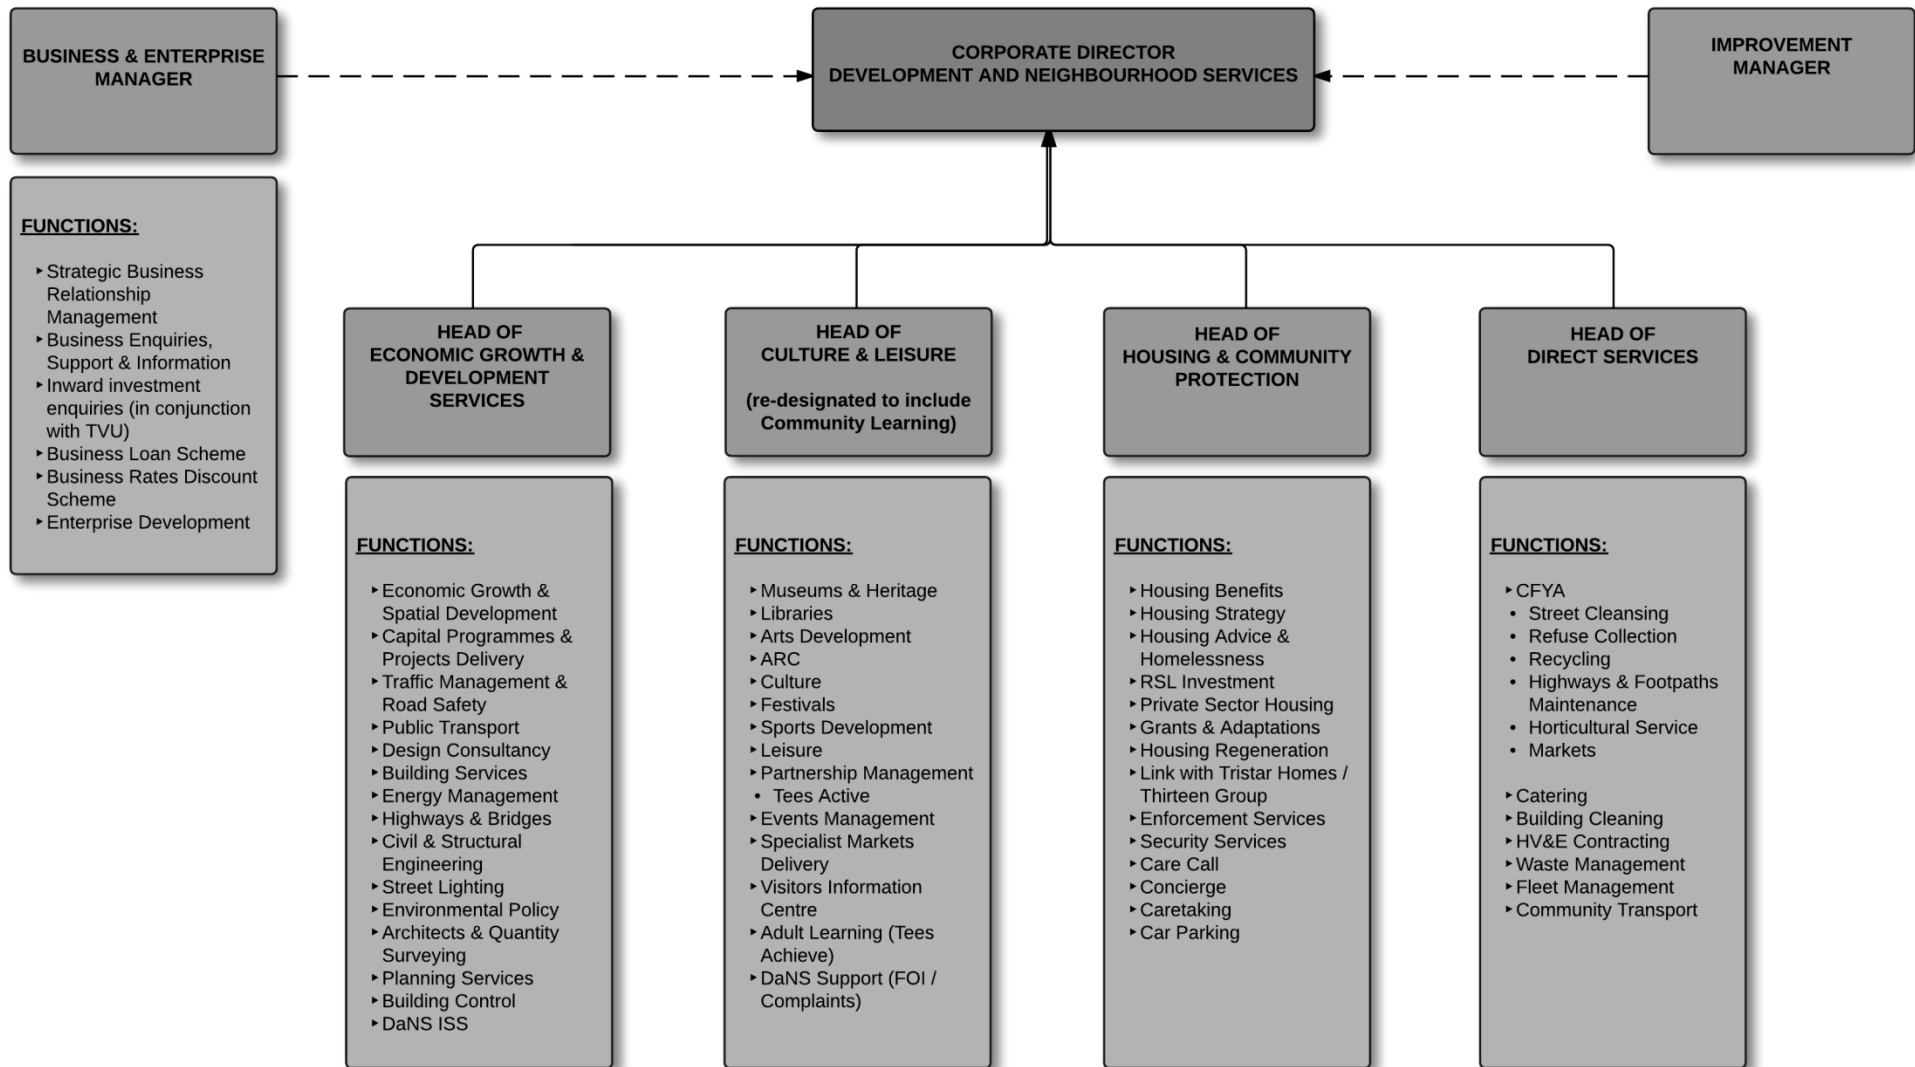 BUSINESS & ENTERPRISE
MANAGER
CORPORATE DIRECTOR
DEVELOPMENT AND NEIGHBOURHOOD SERVICES
IMPROVEMENT
MANAGER
FUNCTIONS:
‣ Strategic Business
Relationship
Management
‣ Business Enquiries,
Support & Information
‣ Inward investment
enquiries (in conjunction
with TVU)
‣ Business Loan Scheme
‣ Business Rates Discount
Scheme
‣ Enterprise Development
HEAD OF
ECONOMIC GROWTH &
DEVELOPMENT
SERVICES
FUNCTIONS:
‣ Economic Growth &
Spatial Development
‣ Capital Programmes &
Projects Delivery
‣ Traffic Management &
Road Safety
‣ Public Transport
‣ Design Consultancy
‣ Building Services
‣ Energy Management
‣ Highways & Bridges
‣ Civil & Structural
Engineering
‣ Street Lighting
‣ Environmental Policy
‣ Architects & Quantity
Surveying
‣ Planning Services
‣ Building Control
‣ DaNS ISS
HEAD OF
CULTURE & LEISURE
(re-designated to include
Community Learning)
FUNCTIONS:
‣ Museums & Heritage
‣ Libraries
‣ Arts Development
‣ ARC
‣ Culture
‣ Festivals
‣ Sports Development
‣ Leisure
‣ Partnership Management
• Tees Active
‣ Events Management
‣ Specialist Markets
Delivery
‣ Visitors Information
Centre
‣ Adult Learning (Tees
Achieve)
‣ DaNS Support (FOI /
Complaints)
HEAD OF
HOUSING & COMMUNITY
PROTECTION
FUNCTIONS:
‣ Housing Benefits
‣ Housing Strategy
‣ Housing Advice &
Homelessness
‣ RSL Investment
‣ Private Sector Housing
‣ Grants & Adaptations
‣ Housing Regeneration
‣ Link with Tristar Homes /
Thirteen Group
‣ Enforcement Services
‣ Security Services
‣ Care Call
‣ Concierge
‣ Caretaking
‣ Car Parking
HEAD OF
DIRECT SERVICES
FUNCTIONS:
‣ CFYA
• Street Cleansing
• Refuse Collection
• Recycling
• Highways & Footpaths
Maintenance
• Horticultural Service
• Markets
‣ Catering
‣ Building Cleaning
‣ HV&E Contracting
‣ Waste Management
‣ Fleet Management
‣ Community Transport